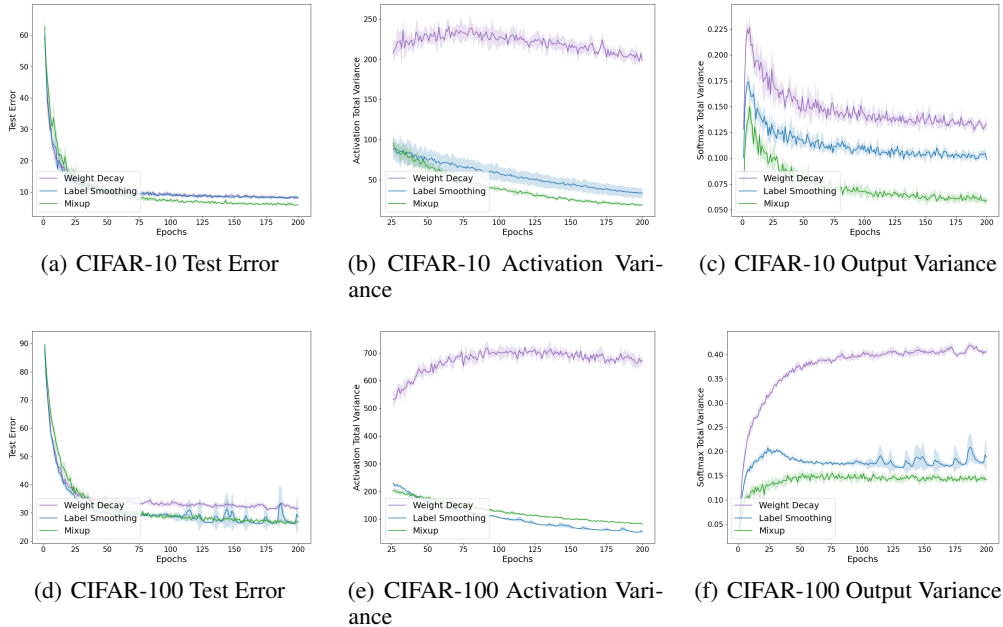 60
50
40
30
20
10
Test Error
Weight Decay
Label Smoothing
Mixup
0 25 50 75 100 125 150 175 200
Epochs
(a) CIFAR-10 Test Error
250
200
150
100
50
0
Activation Total Variance
Weight Decay
Label Smoothing
Mixup
25 50 75 100 125 150 175 200
Epochs
(b) CIFAR-10 Activation Vari-
ance
0.225
0.200
0.175
0.150
0.125
0.100
0.075
0.050
Softmax Total Variance
Weight Decay
Label Smoothing
Mixup
0 25 50 75 100 125 150 175 200
Epochs
(c) CIFAR-10 Output Variance
90
80
70
60
50
40
30
20
Test Error
Weight Decay
Label Smoothing
Mixup
0 25 50 75 100 125 150 175 200
Epochs
(d) CIFAR-100 Test Error
700
600
500
400
300
200
100
Activation Total Variance
Weight Decay
Label Smoothing
Mixup
25 50 75 100 125 150 175 200
Epochs
(e) CIFAR-100 Activation Vari-
ance
0.40
0.35
0.30
0.25
0.20
0.15
0.10
0.05
Softmax Total Variance
Weight Decay
Label Smoothing
Mixup
0 25 50 75 100 125 150 175 200
Epochs
(f) CIFAR-100 Output Variance